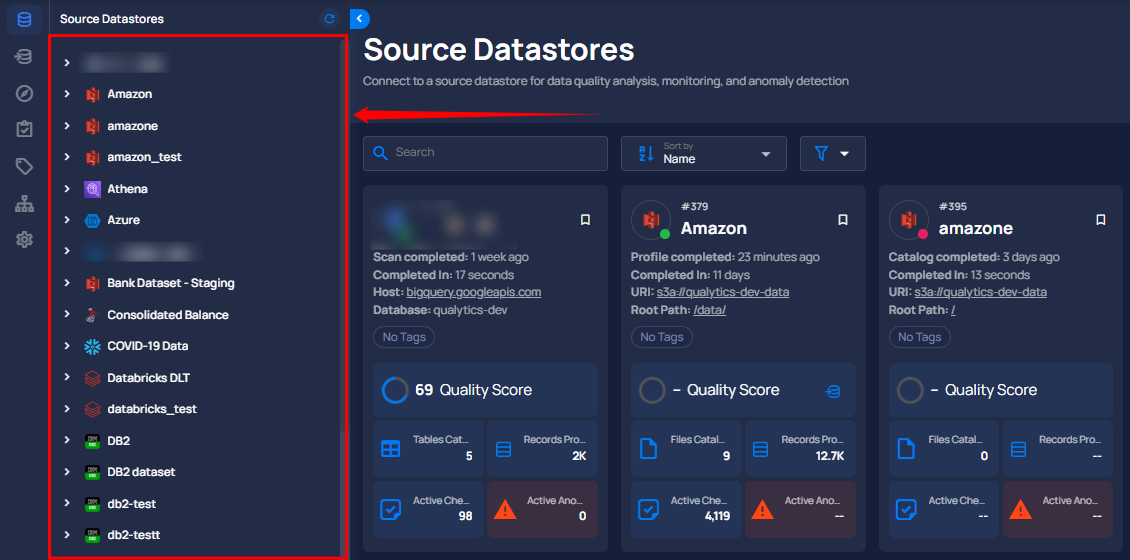 Source Datastores
Amazon
amazone
amazon_test
Athena
Azure
Bank Dataset - Staging
Consolidated Balance
COVID-19 Data
Databricks DLT
databricks_test
DB2
DB2 dataset
db2-test
db2-testt
Source Datastores
Connect to a source datastore for data quality analysis, monitoring, and anomaly detection
Search
Sort by
Name
Scan completed: 1 week ago
Completed In: 17 seconds
Host: bigquery.googleapis.com
Database: qualytics-dev
No Tags
69 Quality Score
Tables Cat...
5
Records Pro...
2K
Active Che...
98
Active Ano...
0
#379
Amazon
Profile completed: 23 minutes ago
Completed In: 11 days
URI: s3a://qualytics-dev-data
Root Path: /data/
No Tags
– Quality Score
Files Catal...
9
Records Pro...
12.7K
Active Che...
4,119
Active Ano...
--
#395
amazone
Catalog completed: 3 days ago
Completed In: 13 seconds
URI: s3a://qualytics-dev-data
Root Path: /
No Tags
– Quality Score
Files Catal...
0
Records Pro...
--
Active Che...
--
Active Ano...
--